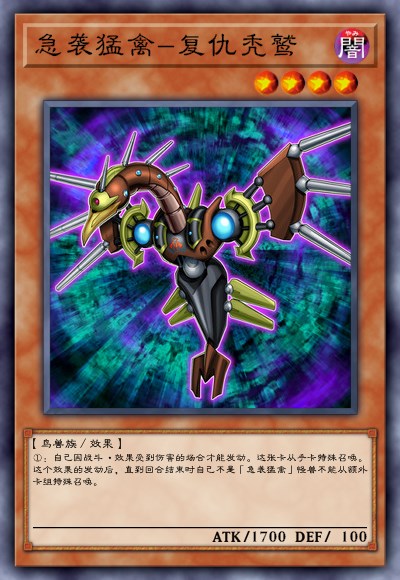 急袭猛禽-复仇秃鹫
やみ
闇
【鸟兽族/效果】
①：自己因战斗·效果受到伤害的场合才能发动。这张卡从手卡特殊召唤。
这个效果的发动后，直到回合结束时自己不是「急袭猛禽」怪兽不能从额外
卡组特殊召唤。
ATK/1700 DEF/ 100